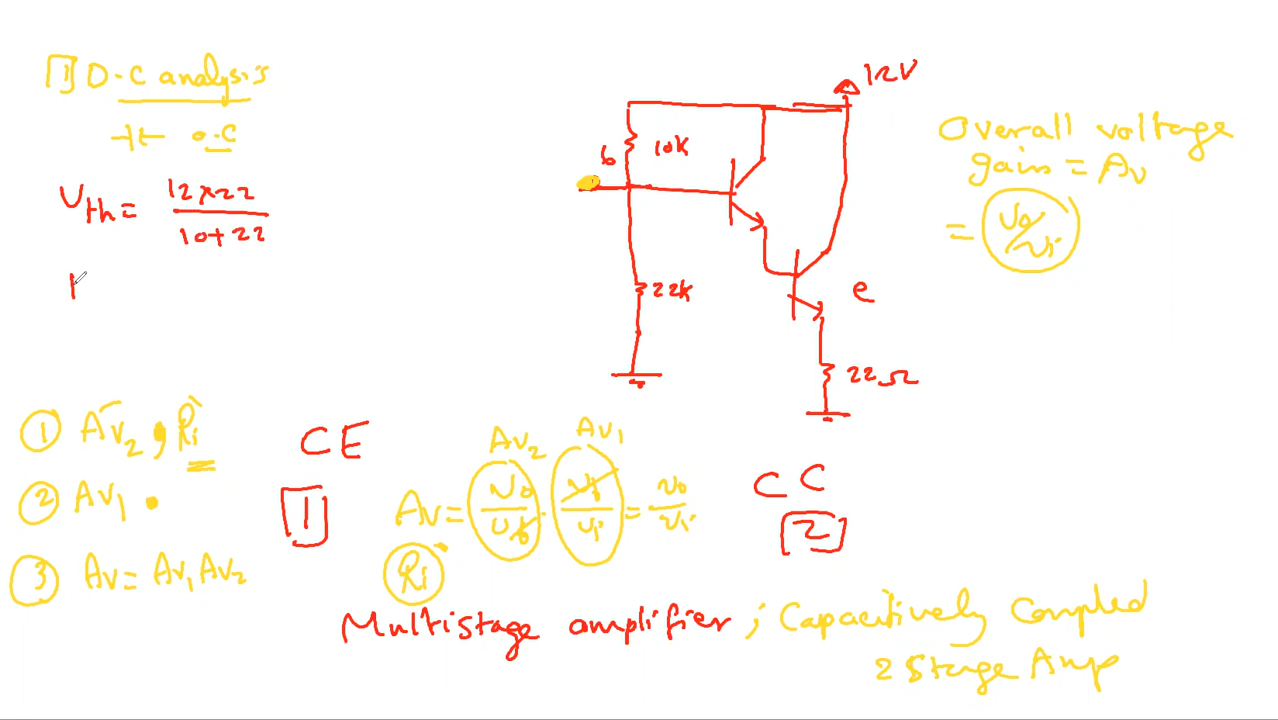 1 D.C analysis
o.C
Vth = 12×22 / 10+22
12V
b 10K
22K
e
22Ω
Overall voltage
gain = Av
= vo/vi
① Av2, Ri
② Av1 •
③ Av = Av1 Av2
CE
1
Av2 Av1
Av = vo/vb . vb/vi = vo/vi
Ri
CC
2
Multistage amplifier ; Capacitively Coupled
2 Stage Amp